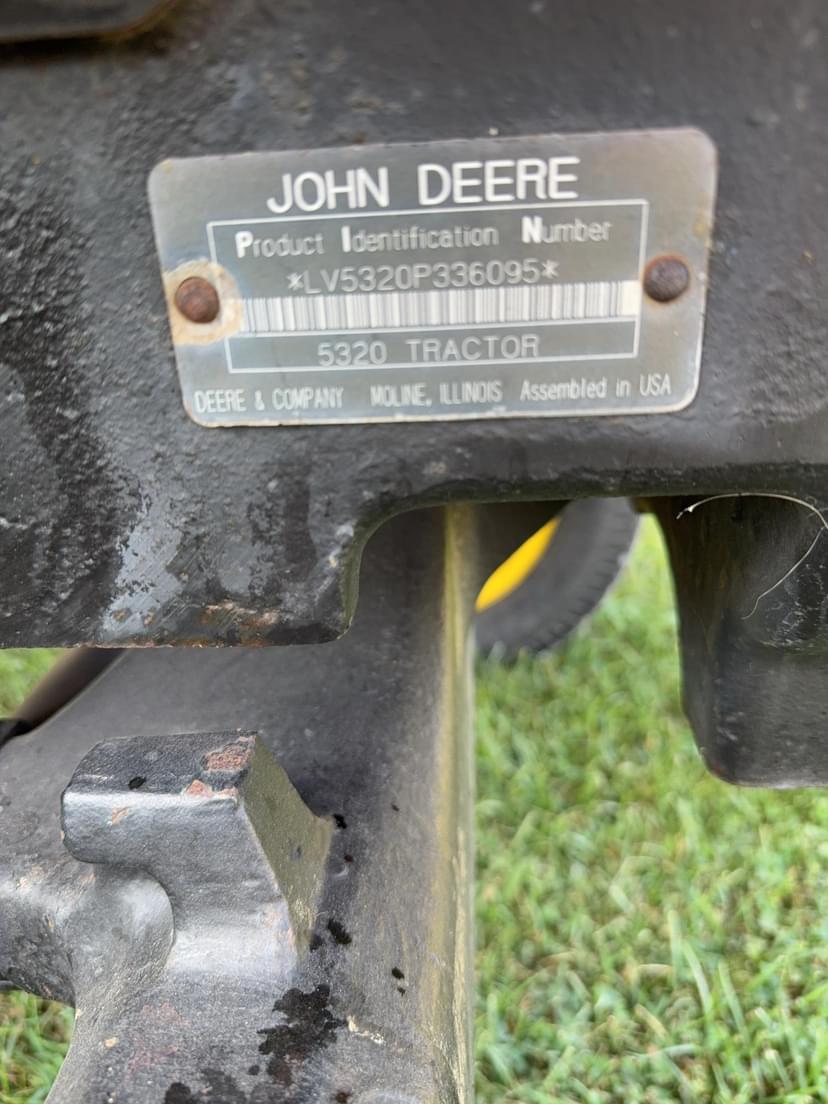 JOHN DEERE
Product Identification Number
*LV5320P336095*
5320 TRACTOR
DEERE & COMPANY MOLINE, ILLINOIS Assembled in USA